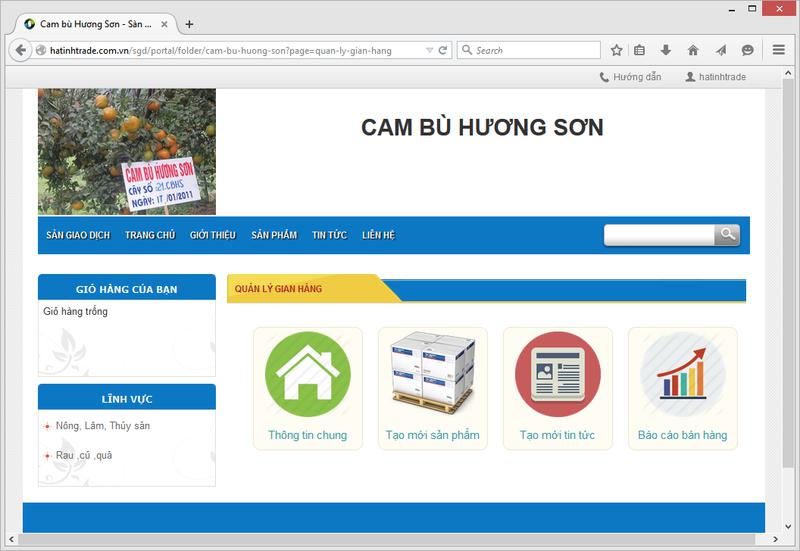 Cam bù Hương Sơn - Sàn ...
hatinhtrade.com.vn/sgd/portal/folder/cam-bu-huong-son?page=quan-ly-gian-hang
Search
Hướng dẫn
hatinhtrade
CAM BÙ HƯƠNG SƠN
CÂY SỐ :21.CBHS
NGÀY: 17/01/2011
CAM BÙ HƯƠNG SƠN
SÀN GIAO DỊCH TRANG CHỦ GIỚI THIỆU SẢN PHẨM TIN TỨC LIÊN HỆ
GIỎ HÀNG CỦA BẠN
Giỏ hàng trống
LĨNH VỰC
Nông, Lâm, Thủy sản
Rau ,củ ,quả
QUẢN LÝ GIAN HÀNG
Thông tin chung
Tạo mới sản phẩm
Tạo mới tin tức
Báo cáo bán hàng